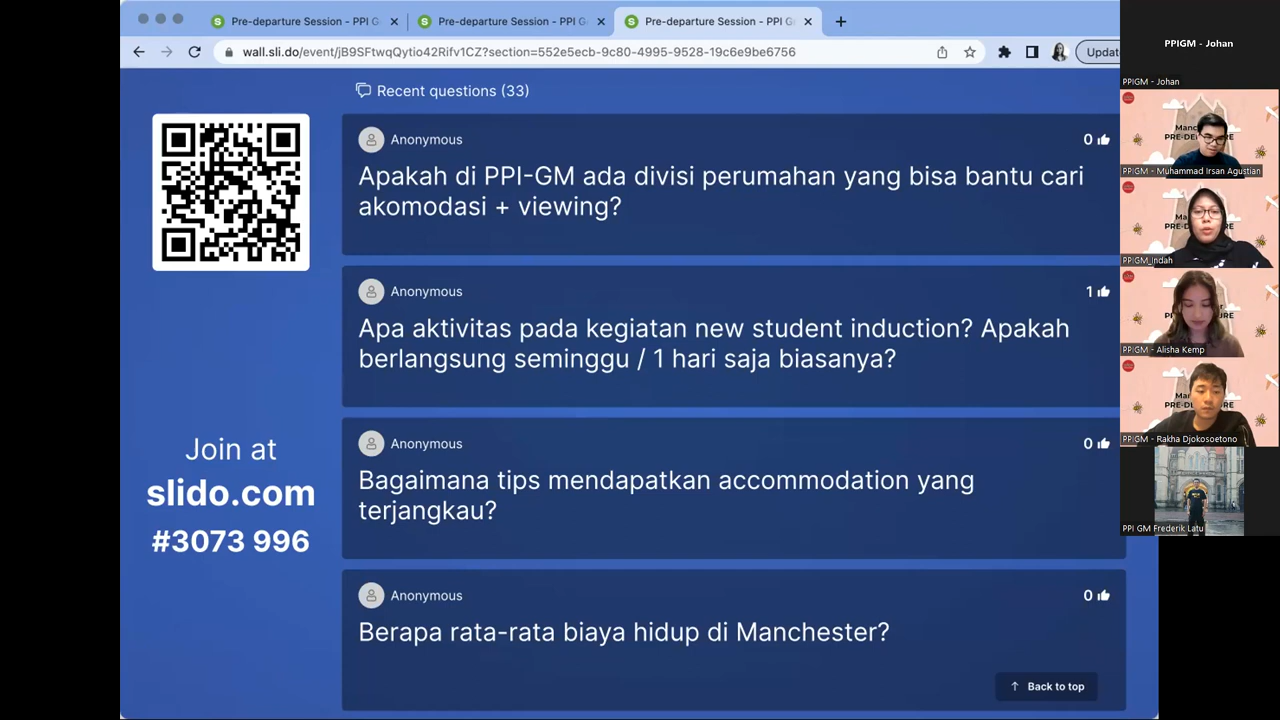 Pre-departure Session - PPI G
Pre-departure Session - PPI G
Pre-departure Session - PPI G
wall.sli.do/event/jB9SFtwqQytio42Rifv1CZ?section=552e5ecb-9c80-4995-9528-19c6e9be6756
Update
Recent questions (33)
Anonymous
0
Apakah di PPI-GM ada divisi perumahan yang bisa bantu cari
akomodasi + viewing?
Anonymous
1
Apa aktivitas pada kegiatan new student induction? Apakah
berlangsung seminggu / 1 hari saja biasanya?
Anonymous
0
Bagaimana tips mendapatkan accommodation yang
terjangkau?
Anonymous
0
Berapa rata-rata biaya hidup di Manchester?
Back to top
Join at
slido.com
#3073 996
PPIGM - Johan
PPIGM - Johan
PPIGM - Muhammad Irsan Agustian
PPIGM_Indah
PPIGM - Alisha Kemp
PPIGM - Rakha Djokosoetono
PPI GM Frederik Latu